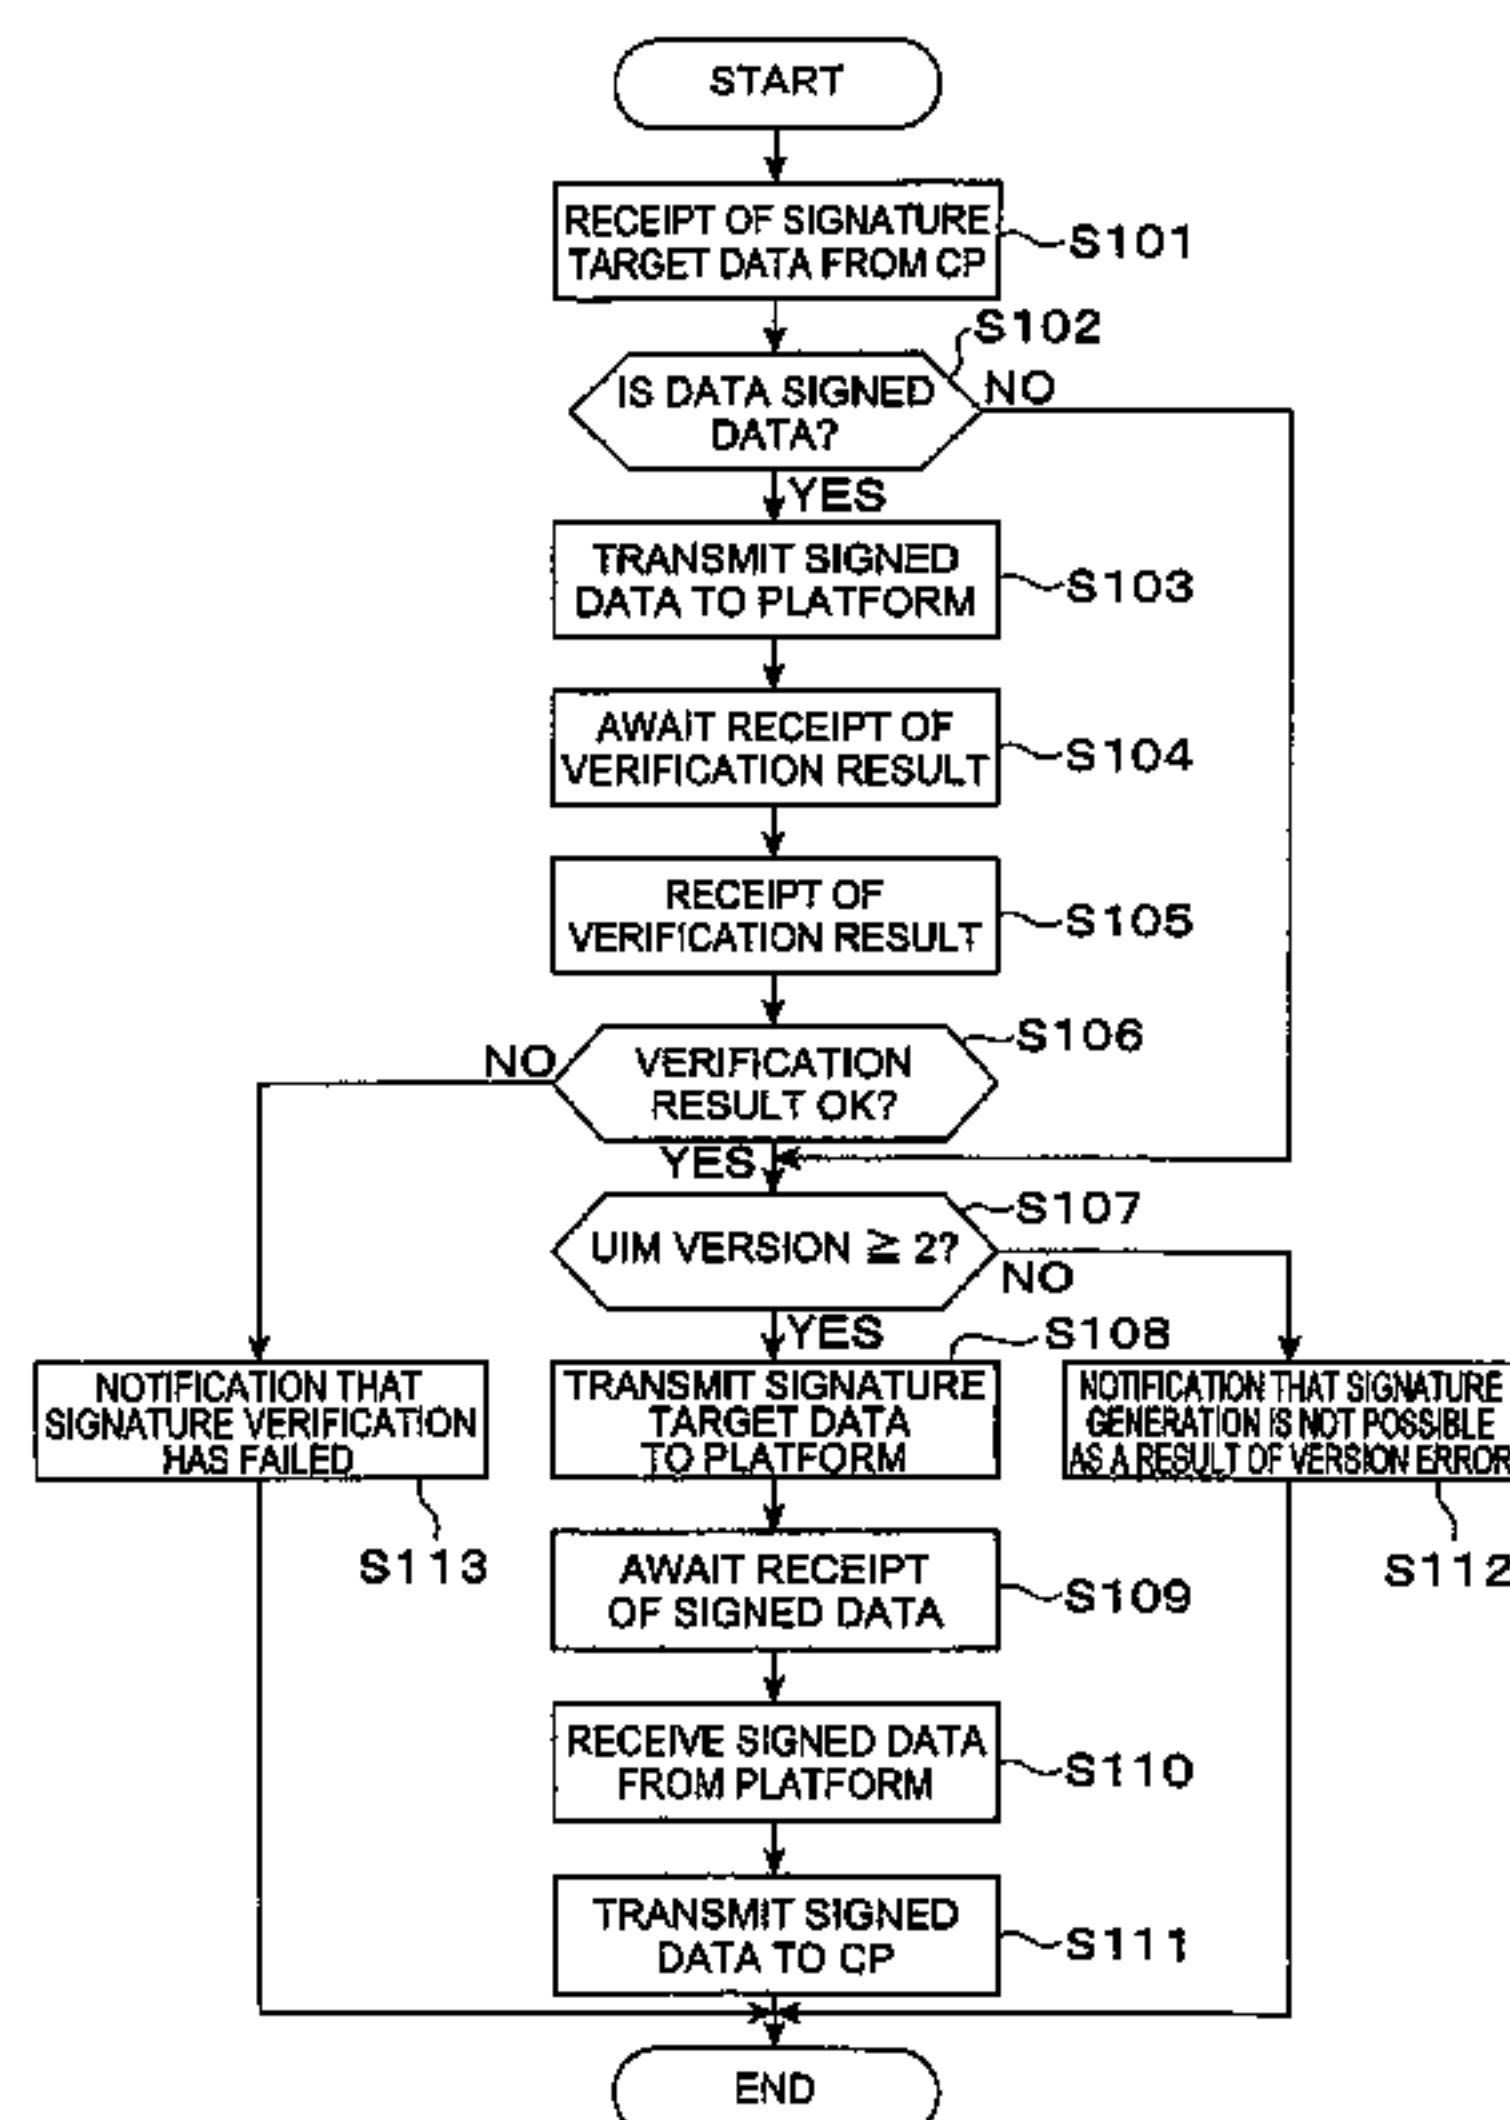 START
RECEIPT OF SIGNATURE
TARGET DATA FROM CP
S101
S102
IS DATA SIGNED
DATA?
NO
YES
TRANSMIT SIGNED
DATA TO PLATFORM
S103
AWAIT RECEIPT OF
VERIFICATION RESULT
S104
RECEIPT OF
VERIFICATION RESULT
S105
S106
NO
VERIFICATION
RESULT OK?
YES
S107
UIM VERSION ≧ 2?
NO
YES
S108
NOTIFICATION THAT
SIGNATURE VERIFICATION
HAS FAILED
S113
TRANSMIT SIGNATURE
TARGET DATA
TO PLATFORM
NOTIFICATION THAT SIGNATURE
GENERATION IS NOT POSSIBLE
AS A RESULT OF VERSION ERROR
S112
AWAIT RECEIPT
OF SIGNED DATA
S109
RECEIVE SIGNED DATA
FROM PLATFORM
S110
TRANSMIT SIGNED
DATA TO CP
S111
END